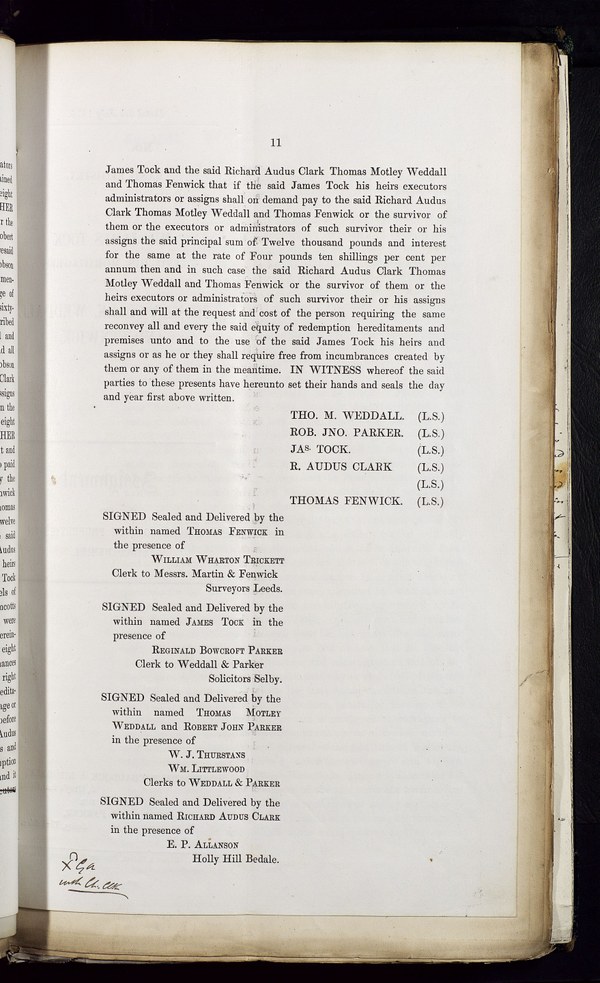 11
James Tock and the said Richard Audus Clark Thomas Motley Weddall
and Thomas Fenwick that if the said James Tock his heirs executors
administrators or assigns shall on demand pay to the said Richard Audus
Clark Thomas Motley Weddall and Thomas Fenwick or the survivor of
them or the executors or administrators of such survivor their or his
assigns the said principal sum of Twelve thousand pounds and interest
for the same at the rate of Four pounds ten shillings per cent per
annum then and in such case the said Richard Audus Clark Thomas
Motley Weddall and Thomas Fenwick or the survivor of them or the
heirs executors or administrators of such survivor their or his assigns
shall and will at the request and cost of the person requiring the same
reconvey all and every the said equity of redemption hereditaments and
premises unto and to the use of the said James Tock his heirs and
assigns or as he or they shall require free from incumbrances created by
them or any of them in the meantime. IN WITNESS whereof the said
parties to these presents have hereunto set their hands and seals the day
and year first above written.
THO. M. WEDDALL. (L.S.)
ROB. JNO. PARKER. (L.S.)
JAS. TOCK. (L.S.)
R. AUDUS CLARK (L.S.)
(L.S.)
THOMAS FENWICK. (L.S.)
SIGNED Sealed and Delivered by the
within named THOMAS FENWICK in
the presence of
WILLIAM WHARTON TRICKETT
Clerk to Messrs. Martin & Fenwick
Surveyors Leeds.
SIGNED Sealed and Delivered by the
within named JAMES TOCK in the
presence of
REGINALD BOWCROFT PARKER
Clerk to Weddall & Parker
Solicitors Selby.
SIGNED Sealed and Delivered by the
within named THOMAS MOTLEY
WEDDALL and ROBERT JOHN PARKER
in the presence of
W. J. THURSTANS
WM. LITTLEWOOD
Clerks to WEDDALL & PARKER
SIGNED Sealed and Delivered by the
within named RICHARD AUDUS CLARK
in the presence of
E. P. ALLANSON
Holly Hill Bedale.